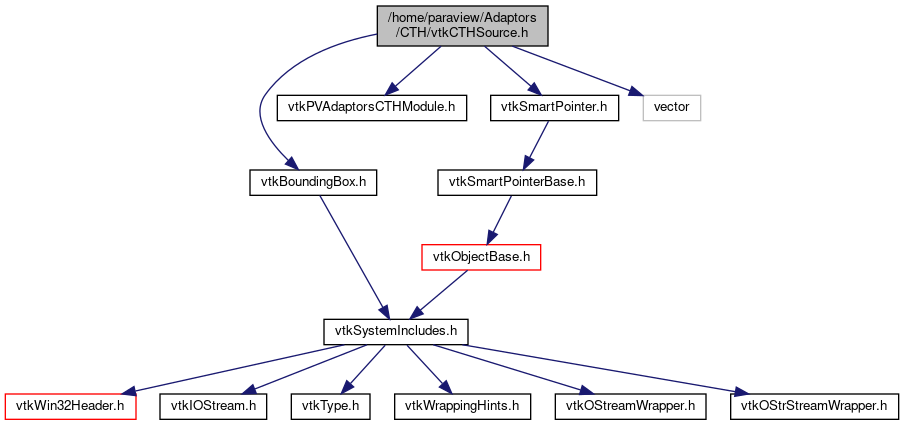 /home/paraview/Adaptors
/CTH/vtkCTHSource.h
vtkPVAdaptorsCTHModule.h
vtkSmartPointer.h
vector
vtkBoundingBox.h
vtkSmartPointerBase.h
vtkObjectBase.h
vtkSystemIncludes.h
vtkWin32Header.h
vtkIOStream.h
vtkType.h
vtkWrappingHints.h
vtkOStreamWrapper.h
vtkOStrStreamWrapper.h